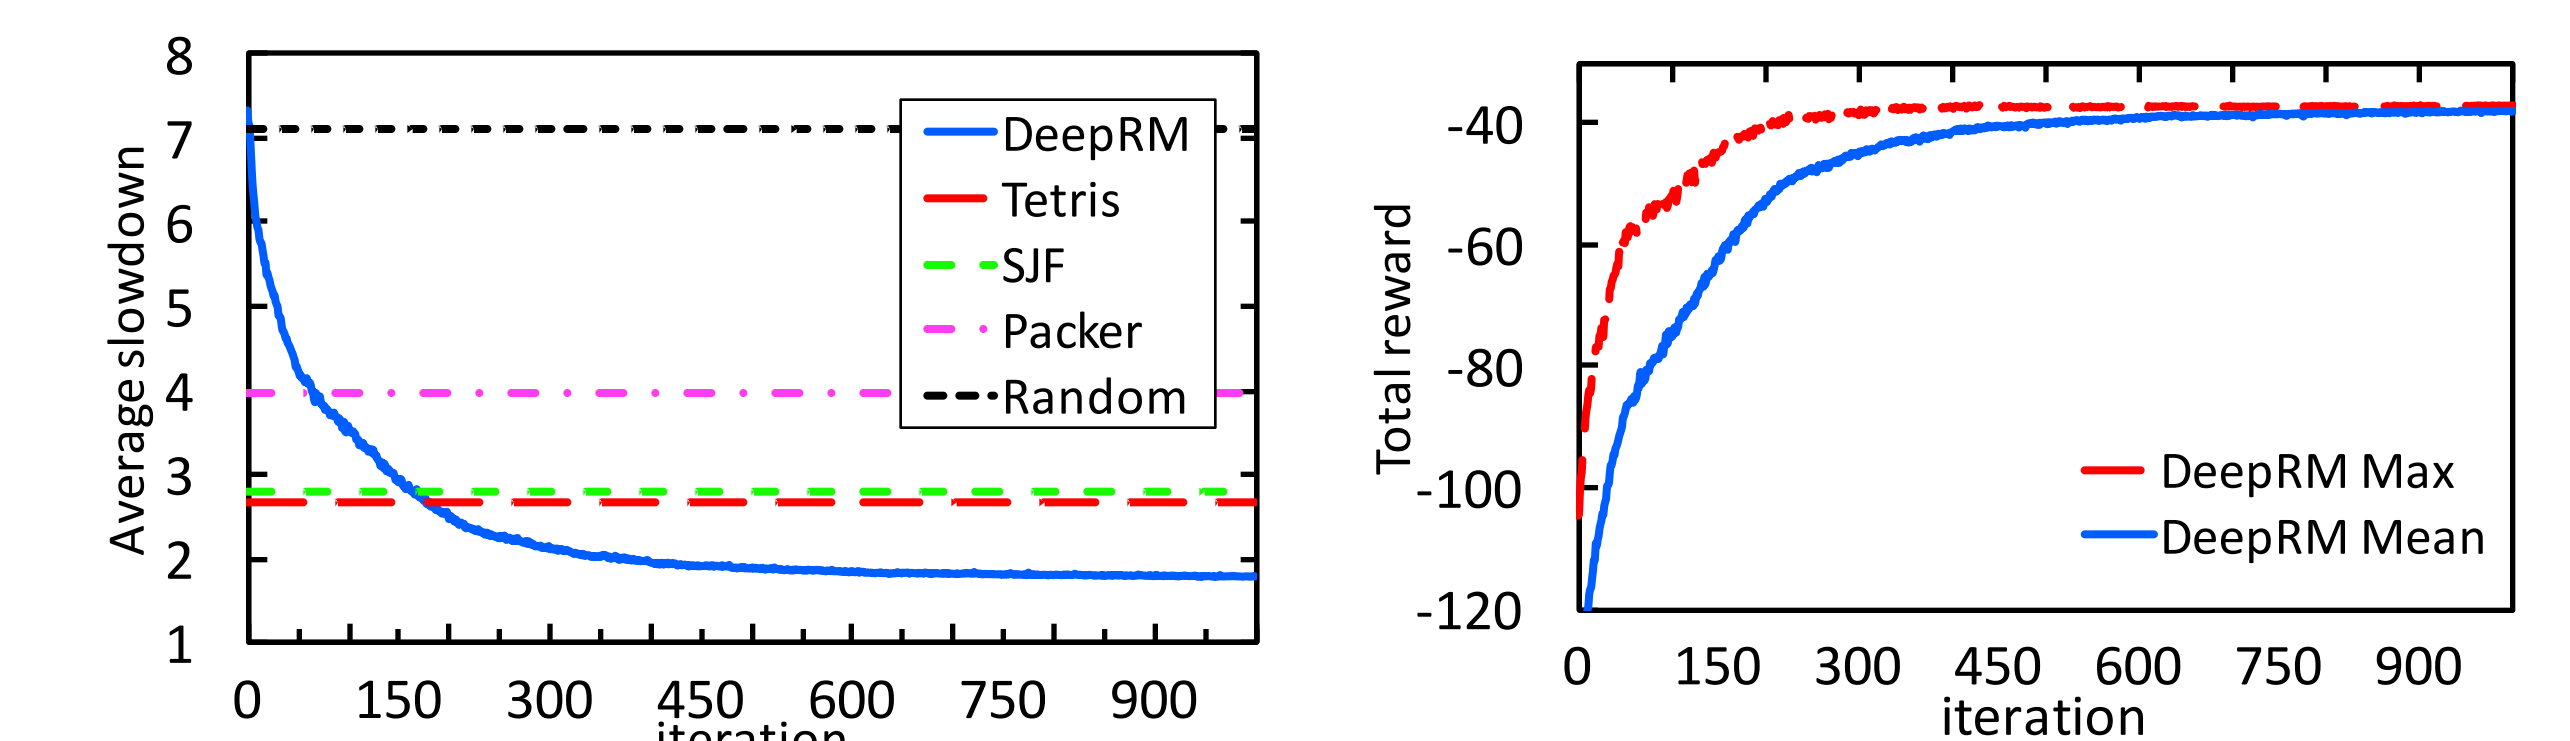 Average slowdown
8
7
6
5
4
3
2
1
DeepRM
Tetris
SJF
Packer
Random
0 150 300 450 600 750 900
iteration
Total reward
-40
-60
-80
-100
-120
DeepRM Max
DeepRM Mean
0 150 300 450 600 750 900
iteration